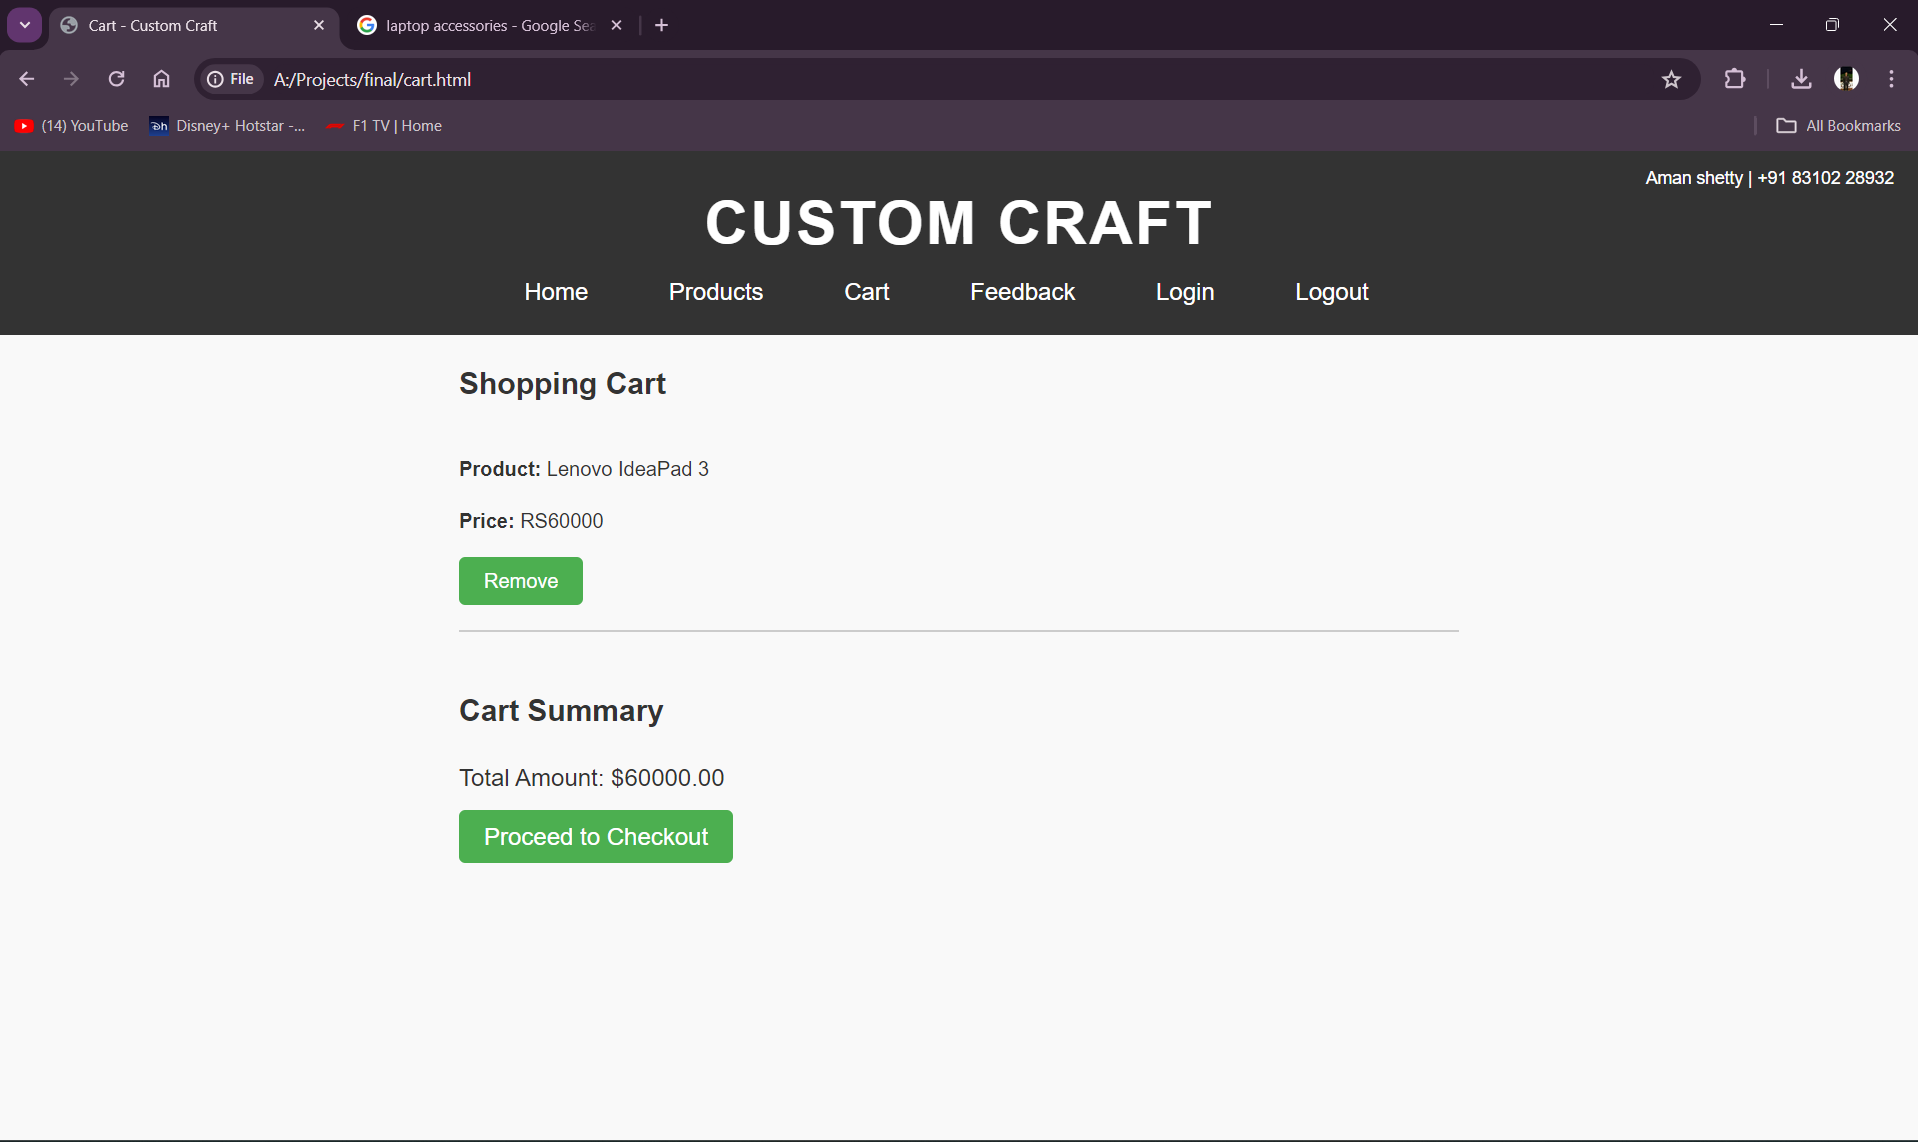 Cart - Custom Craft
laptop accessories - Google Sea
File A:/Projects/final/cart.html
(14) YouTube Disney+ Hotstar -... F1 TV | Home All Bookmarks
Aman shetty | +91 83102 28932
CUSTOM CRAFT
Home Products Cart Feedback Login Logout
Shopping Cart
Product: Lenovo IdeaPad 3
Price: RS60000
Remove
Cart Summary
Total Amount: $60000.00
Proceed to Checkout